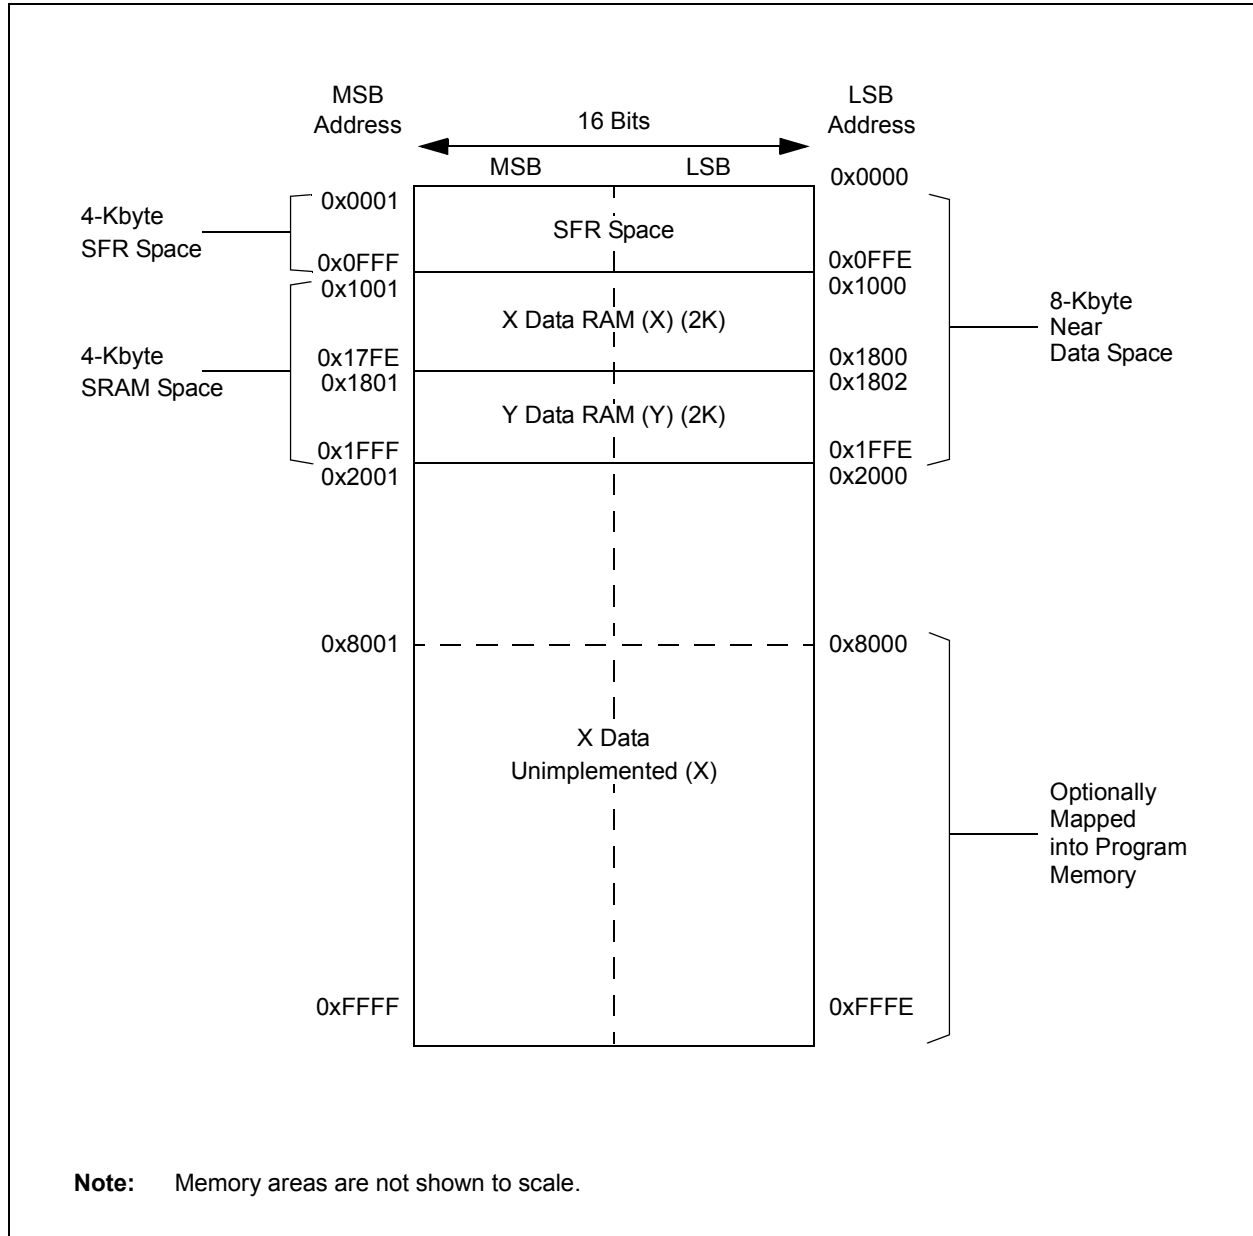 MSB
Address
16 Bits
LSB
Address
MSB
LSB
0x0000
0x0001
4-Kbyte
SFR Space
SFR Space
0x0FFF
0x0FFE
0x1001
0x1000
X Data RAM (X) (2K)
8-Kbyte
Near
Data Space
4-Kbyte
SRAM Space
0x17FE
0x1800
0x1801
0x1802
Y Data RAM (Y) (2K)
0x1FFF
0x1FFE
0x2001
0x2000
0x8001
0x8000
X Data
Unimplemented (X)
Optionally
Mapped
into Program
Memory
0xFFFF
0xFFFE
Note: Memory areas are not shown to scale.